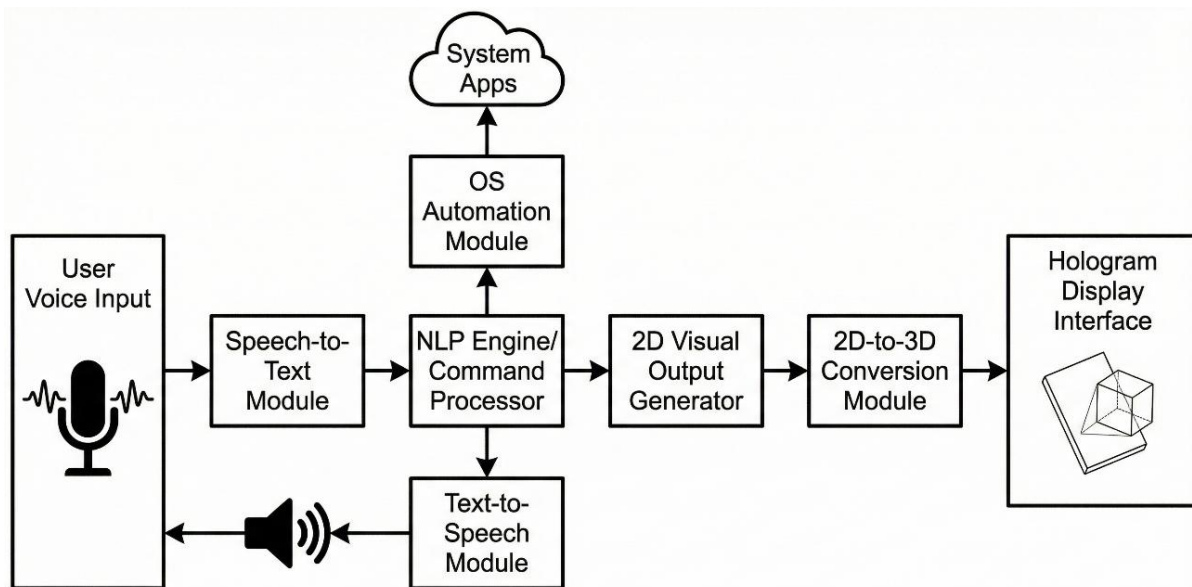 System
Apps
OS
Automation
Module
User
Voice Input
Speech-to-
Text
Module
NLP Engine/
Command
Processor
2D Visual
Output
Generator
2D-to-3D
Conversion
Module
Hologram
Display
Interface
Text-to-
Speech
Module